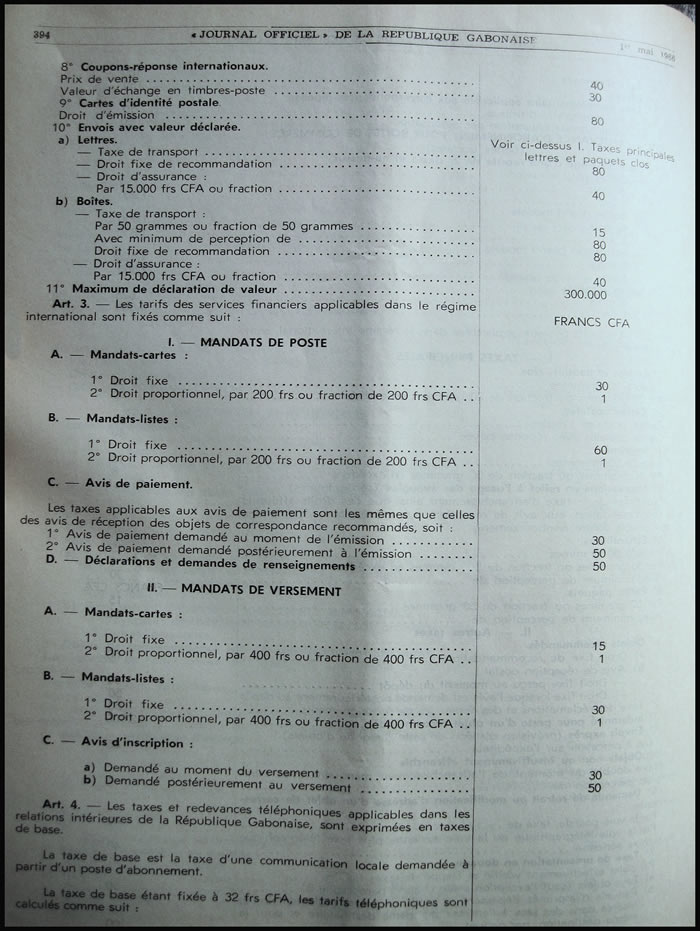 394 « JOURNAL OFFICIEL » DE LA REPUBLIQUE GABONAISE 1er mai 1966
8° Coupons-réponse internationaux.
Prix de vente .......... 40
Valeur d'échange en timbres-poste .......... 30
9° Cartes d'identité postale.
Droit d'émission .......... 80
10° Envois avec valeur déclarée.
a) Lettres.
— Taxe de transport .......... Voir ci-dessus I. Taxes principales
lettres et paquets clos
— Droit fixe de recommandation .......... 80
— Droit d'assurance :
Par 15.000 frs CFA ou fraction .......... 40
b) Boîtes.
— Taxe de transport :
Par 50 grammes ou fraction de 50 grammes .......... 15
Avec minimum de perception de .......... 80
Droit fixe de recommandation .......... 80
— Droit d'assurance :
Par 15.000 frs CFA ou fraction .......... 40
11° Maximum de déclaration de valeur .......... 300.000
Art. 3. — Les tarifs des services financiers applicables dans le régime
international sont fixés comme suit :
FRANCS CFA
I. — MANDATS DE POSTE
A. — Mandats-cartes :
1° Droit fixe .......... 30
2° Droit proportionnel, par 200 frs ou fraction de 200 frs CFA .. 1
B. — Mandats-listes :
1° Droit fixe .......... 60
2° Droit proportionnel, par 200 frs ou fraction de 200 frs CFA .. 1
C. — Avis de paiement.
Les taxes applicables aux avis de paiement sont les mêmes que celles
des avis de réception des objets de correspondance recommandés, soit :
1° Avis de paiement demandé au moment de l'émission .......... 30
2° Avis de paiement demandé postérieurement à l'émission ........ 50
D. — Déclarations et demandes de renseignements .......... 50
II. — MANDATS DE VERSEMENT
A. — Mandats-cartes :
1° Droit fixe .......... 15
2° Droit proportionnel, par 400 frs ou fraction de 400 frs CFA .. 1
B. — Mandats-listes :
1° Droit fixe .......... 30
2° Droit proportionnel, par 400 frs ou fraction de 400 frs CFA .. 1
C. — Avis d'inscription :
a) Demandé au moment du versement .......... 30
b) Demandé postérieurement au versement .......... 50
Art. 4. — Les taxes et redevances téléphoniques applicables dans les
relations intérieures de la République Gabonaise, sont exprimées en taxes
de base.
La taxe de base est la taxe d'une communication locale demandée à
partir d'un poste d'abonnement.
La taxe de base étant fixée à 32 frs CFA, les tarifs téléphoniques sont
calculés comme suit :